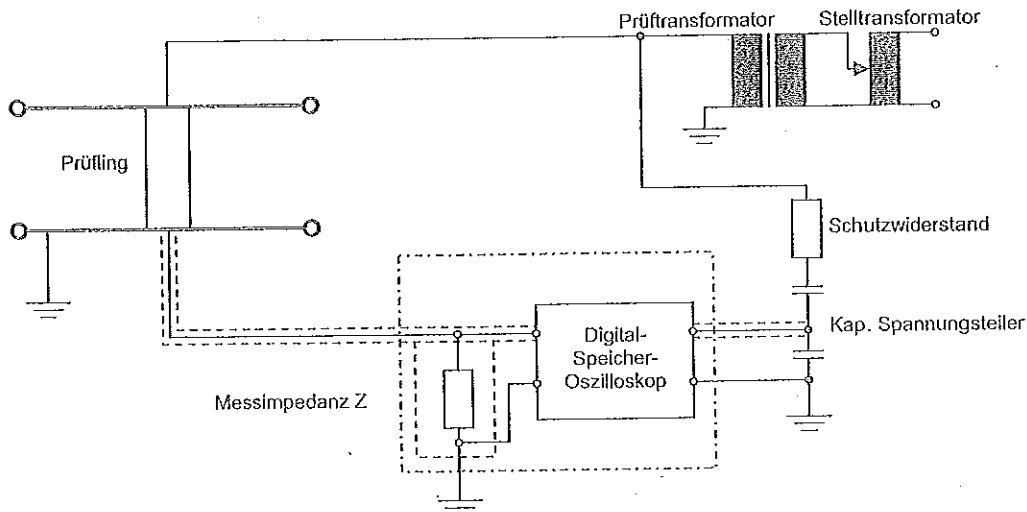 Prüftransformator
Stelltransformator
Prüfling
Schutzwiderstand
Digital-
Speicher-
Oszilloskop
Kap. Spannungsteiler
Messimpedanz Z